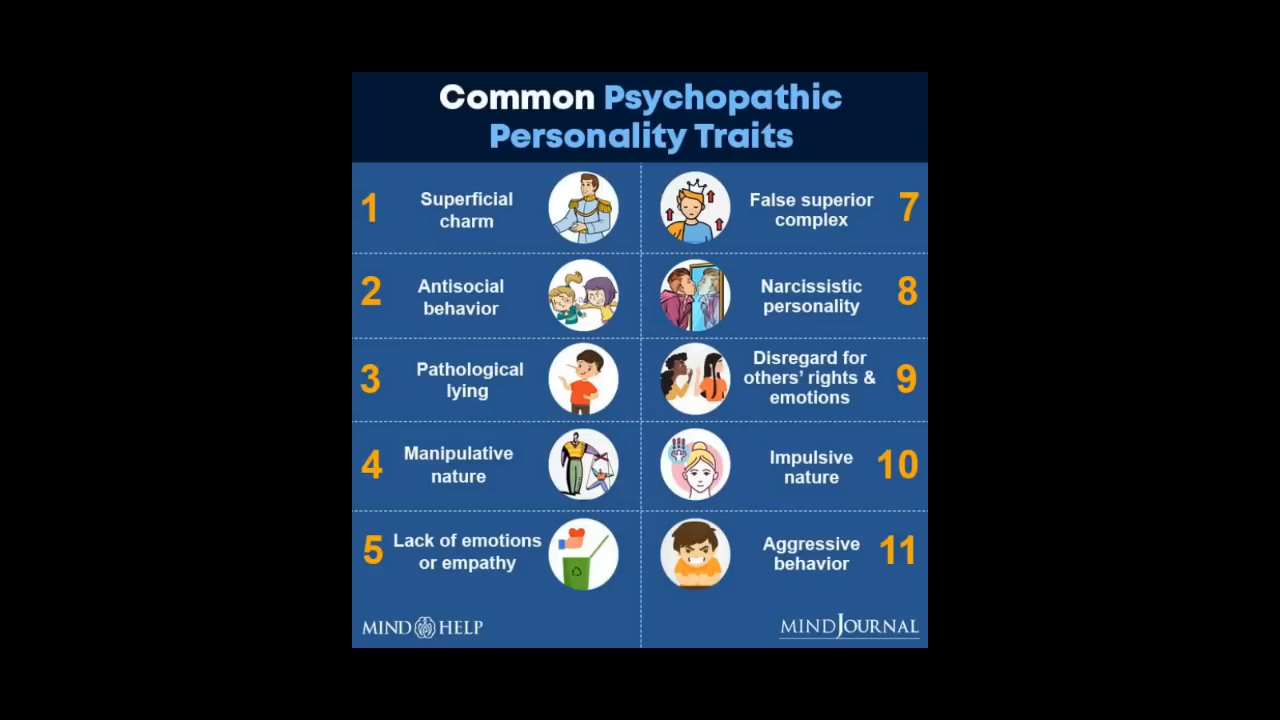 Common Psychopathic
Personality Traits
1
Superficial
charm
2
Antisocial
behavior
3
Pathological
lying
4
Manipulative
nature
5
Lack of emotions
or empathy
False superior
complex
7
Narcissistic
personality
8
Disregard for
others’ rights &
emotions
9
Impulsive
nature
10
Aggressive
behavior
11
MIND HELP
MINDJOURNAL